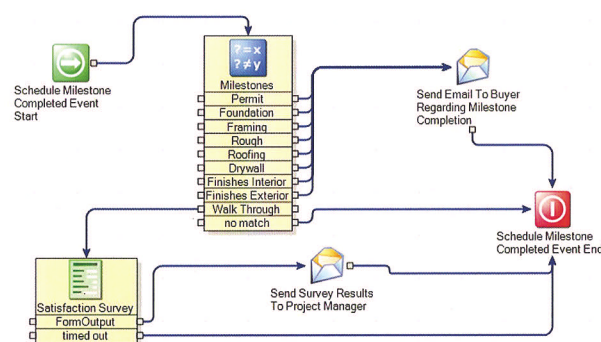 Schedule Milestone
Completed Event
Start
?=x
?≠y
Milestones
Permit
Foundation
Framing
Rough
Roofing
Drywall
Finishes Interior
Finishes Exterior
Walk Through
no match
Send Email To Buyer
Regarding Milestone
Completion
Schedule Milestone
Completed Event End
Satisfaction Survey
FormOutput
timed out
Send Survey Results
To Project Manager